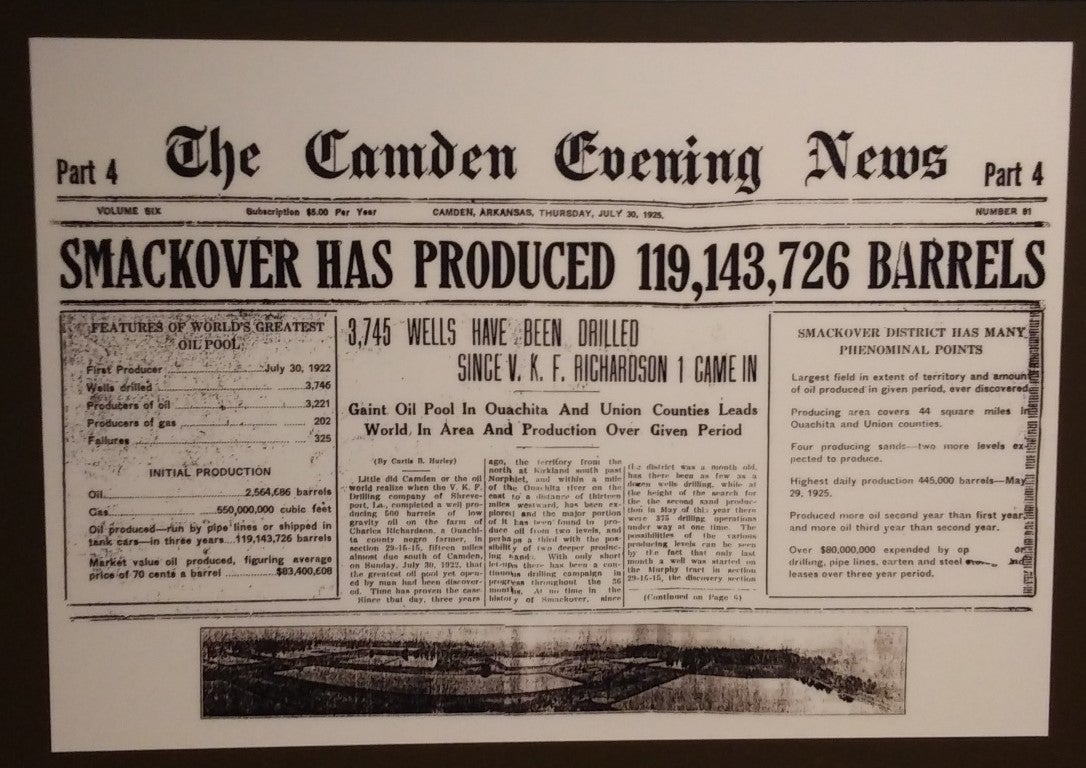 Part 4
The Camden Evening News
Part 4
VOLUME SIX
Subscription $5.00 Per Year
CAMDEN, ARKANSAS, THURSDAY, JULY 30, 1925.
NUMBER 81
SMACKOVER HAS PRODUCED 119,143,726 BARRELS
FEATURES OF WORLD'S GREATEST
OIL POOL
First Producer July 30, 1922
Wells drilled 3,746
Producers of oil 3,221
Producers of gas 202
Failures 325
INITIAL PRODUCTION
Oil 2,564,686 barrels
Gas 550,000,000 cubic feet
Oil produced—run by pipe lines or shipped in
tank cars—in three years 119,143,726 barrels
Market value oil produced, figuring average
price of 70 cents a barrel $83,400,608
3,745 WELLS HAVE BEEN DRILLED
SINCE V. K. F. RICHARDSON 1 CAME IN
Gaint Oil Pool In Ouachita And Union Counties Leads
World In Area And Production Over Given Period
(By Curtis B. Hurley)
Little did Camden or the oil
world realize when the V. K. F.
Drilling company of Shreve-
port, La., completed a well pro-
ducing 500 barrels of low
gravity oil on the farm of
Charles Richardson, a Ouachi-
ta county negro farmer, in
section 29-15-15, fifteen miles
almost due south of Camden,
on Sunday, July 30, 1922, that
the greatest oil pool yet open-
ed by man had been discover-
ed. Time has proven the case
Since that day, three years
ago, the territory from the
north at Kirkland south past
Norphlet, and within a mile
of the Ouachita river on the
east to a distance of thirteen
miles westward, has been ex-
plored and the major portion
of it has been found to pro-
duce oil from two levels, and
perhaps a third with the pos-
sibility of two deeper produc-
ing sands. With only short
let-ups there has been a con-
tinuous drilling campaign in
progress throughout the 36
months. At no time in the
history of Smackover, since
the district was a month old,
has there been as few as a
dozen wells drilling, while at
the height of the search for
the the second sand produc-
tion in May of this year there
were 375 drilling operations
under way at one time. The
possibilities of the various
producing levels can be seen
by the fact that only last
month a well was started on
the Murphy tract in section
29-15-15, the discovery section
(Continued on Page 6)
SMACKOVER DISTRICT HAS MANY
PHENOMINAL POINTS
Largest field in extent of territory and amount
of oil produced in given period, ever discovered.
Producing area covers 44 square miles in
Ouachita and Union counties.
Four producing sands—two more levels ex-
pected to produce.
Highest daily production 445,000 barrels—May
29, 1925.
Produced more oil second year than first year,
and more oil third year than second year.
Over $80,000,000 expended by op
drilling, pipe lines, earten and steel
leases over three year period.